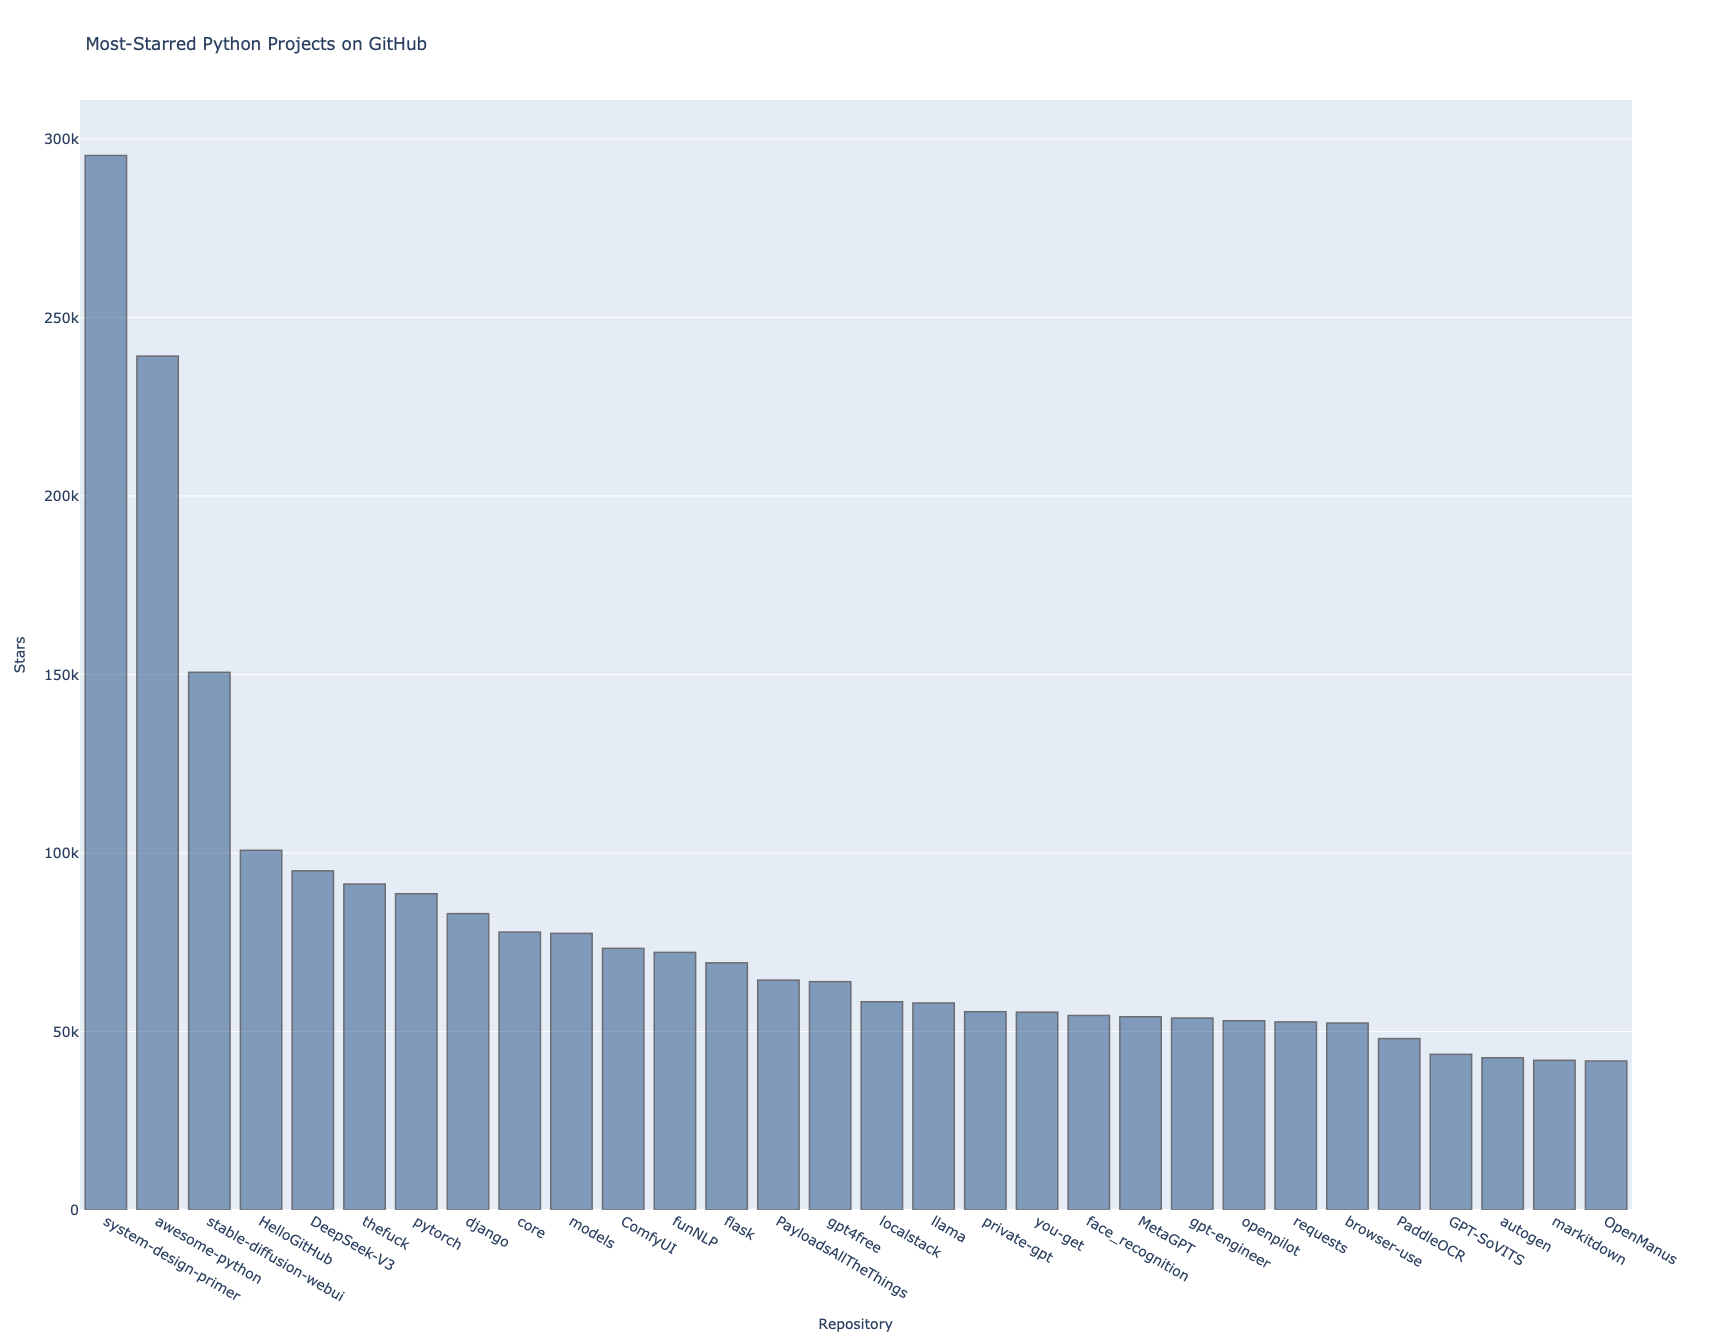 Most-Starred Python Projects on GitHub
300k
250k
200k
150k
100k
50k
0
Stars
system-design-primer
awesome-python
stable-diffusion-webui
HelloGitHub
DeepSeek-V3
thefuck
pytorch
django
core
models
ComfyUI
funNLP
flask
PayloadsAllTheThings
gpt4free
localstack
llama
private-gpt
you-get
face_recognition
MetaGPT
gpt-engineer
openpilot
requests
browser-use
PaddleOCR
GPT-SoVITS
autogen
markitdown
OpenManus
Repository